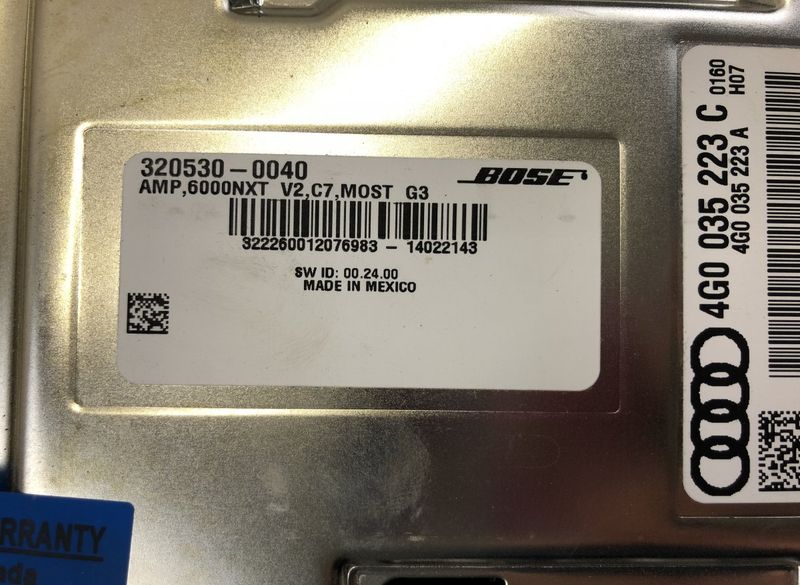 320530-0040
BOSE
AMP,6000NXT V2,C7,MOST G3
322260012076983 - 14022143
SW ID: 00.24.00
MADE IN MEXICO
4G0 035 223 C
4G0 035 223 A
0160
H07